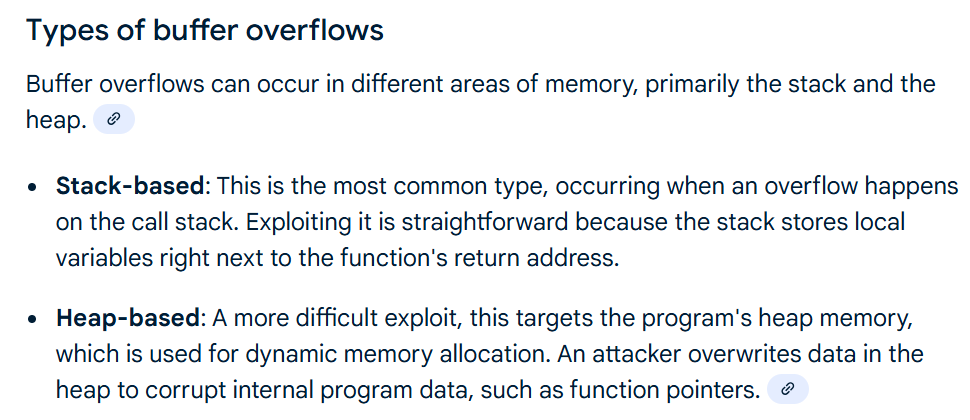 Types of buffer overflows
Buffer overflows can occur in different areas of memory, primarily the stack and the
heap.
• Stack-based: This is the most common type, occurring when an overflow happens
on the call stack. Exploiting it is straightforward because the stack stores local
variables right next to the function's return address.
• Heap-based: A more difficult exploit, this targets the program's heap memory,
which is used for dynamic memory allocation. An attacker overwrites data in the
heap to corrupt internal program data, such as function pointers.